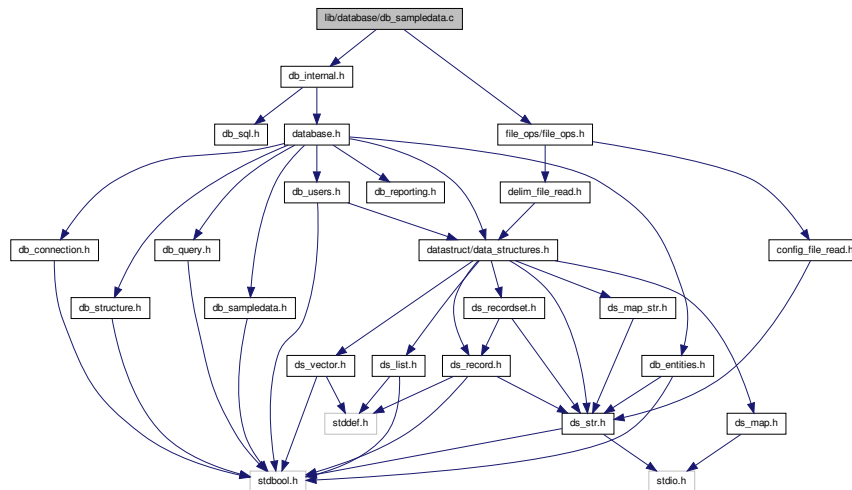 lib/database/db_sampledata.c
db_internal.h
db_sql.h
database.h
file_ops/file_ops.h
db_users.h
db_reporting.h
delim_file_read.h
db_connection.h
db_query.h
datastruct/data_structures.h
config_file_read.h
db_structure.h
db_sampledata.h
ds_recordset.h
ds_map_str.h
ds_vector.h
ds_list.h
ds_record.h
db_entities.h
stddef.h
ds_str.h
ds_map.h
stdbool.h
stdio.h